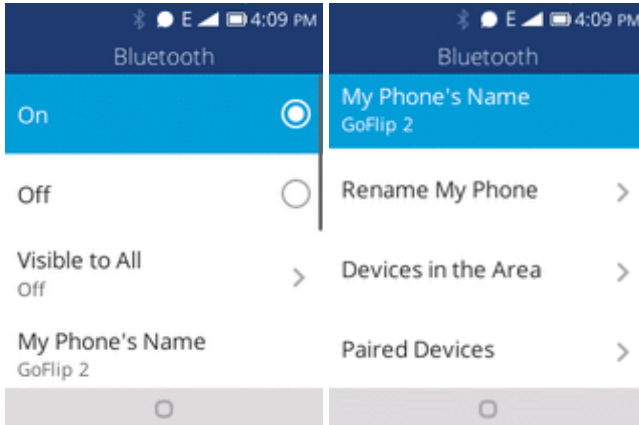 E 4:09 PM
Bluetooth
On
Off
Visible to All
Off
My Phone's Name
GoFlip 2
E 4:09 PM
Bluetooth
My Phone's Name
GoFlip 2
Rename My Phone
Devices in the Area
Paired Devices